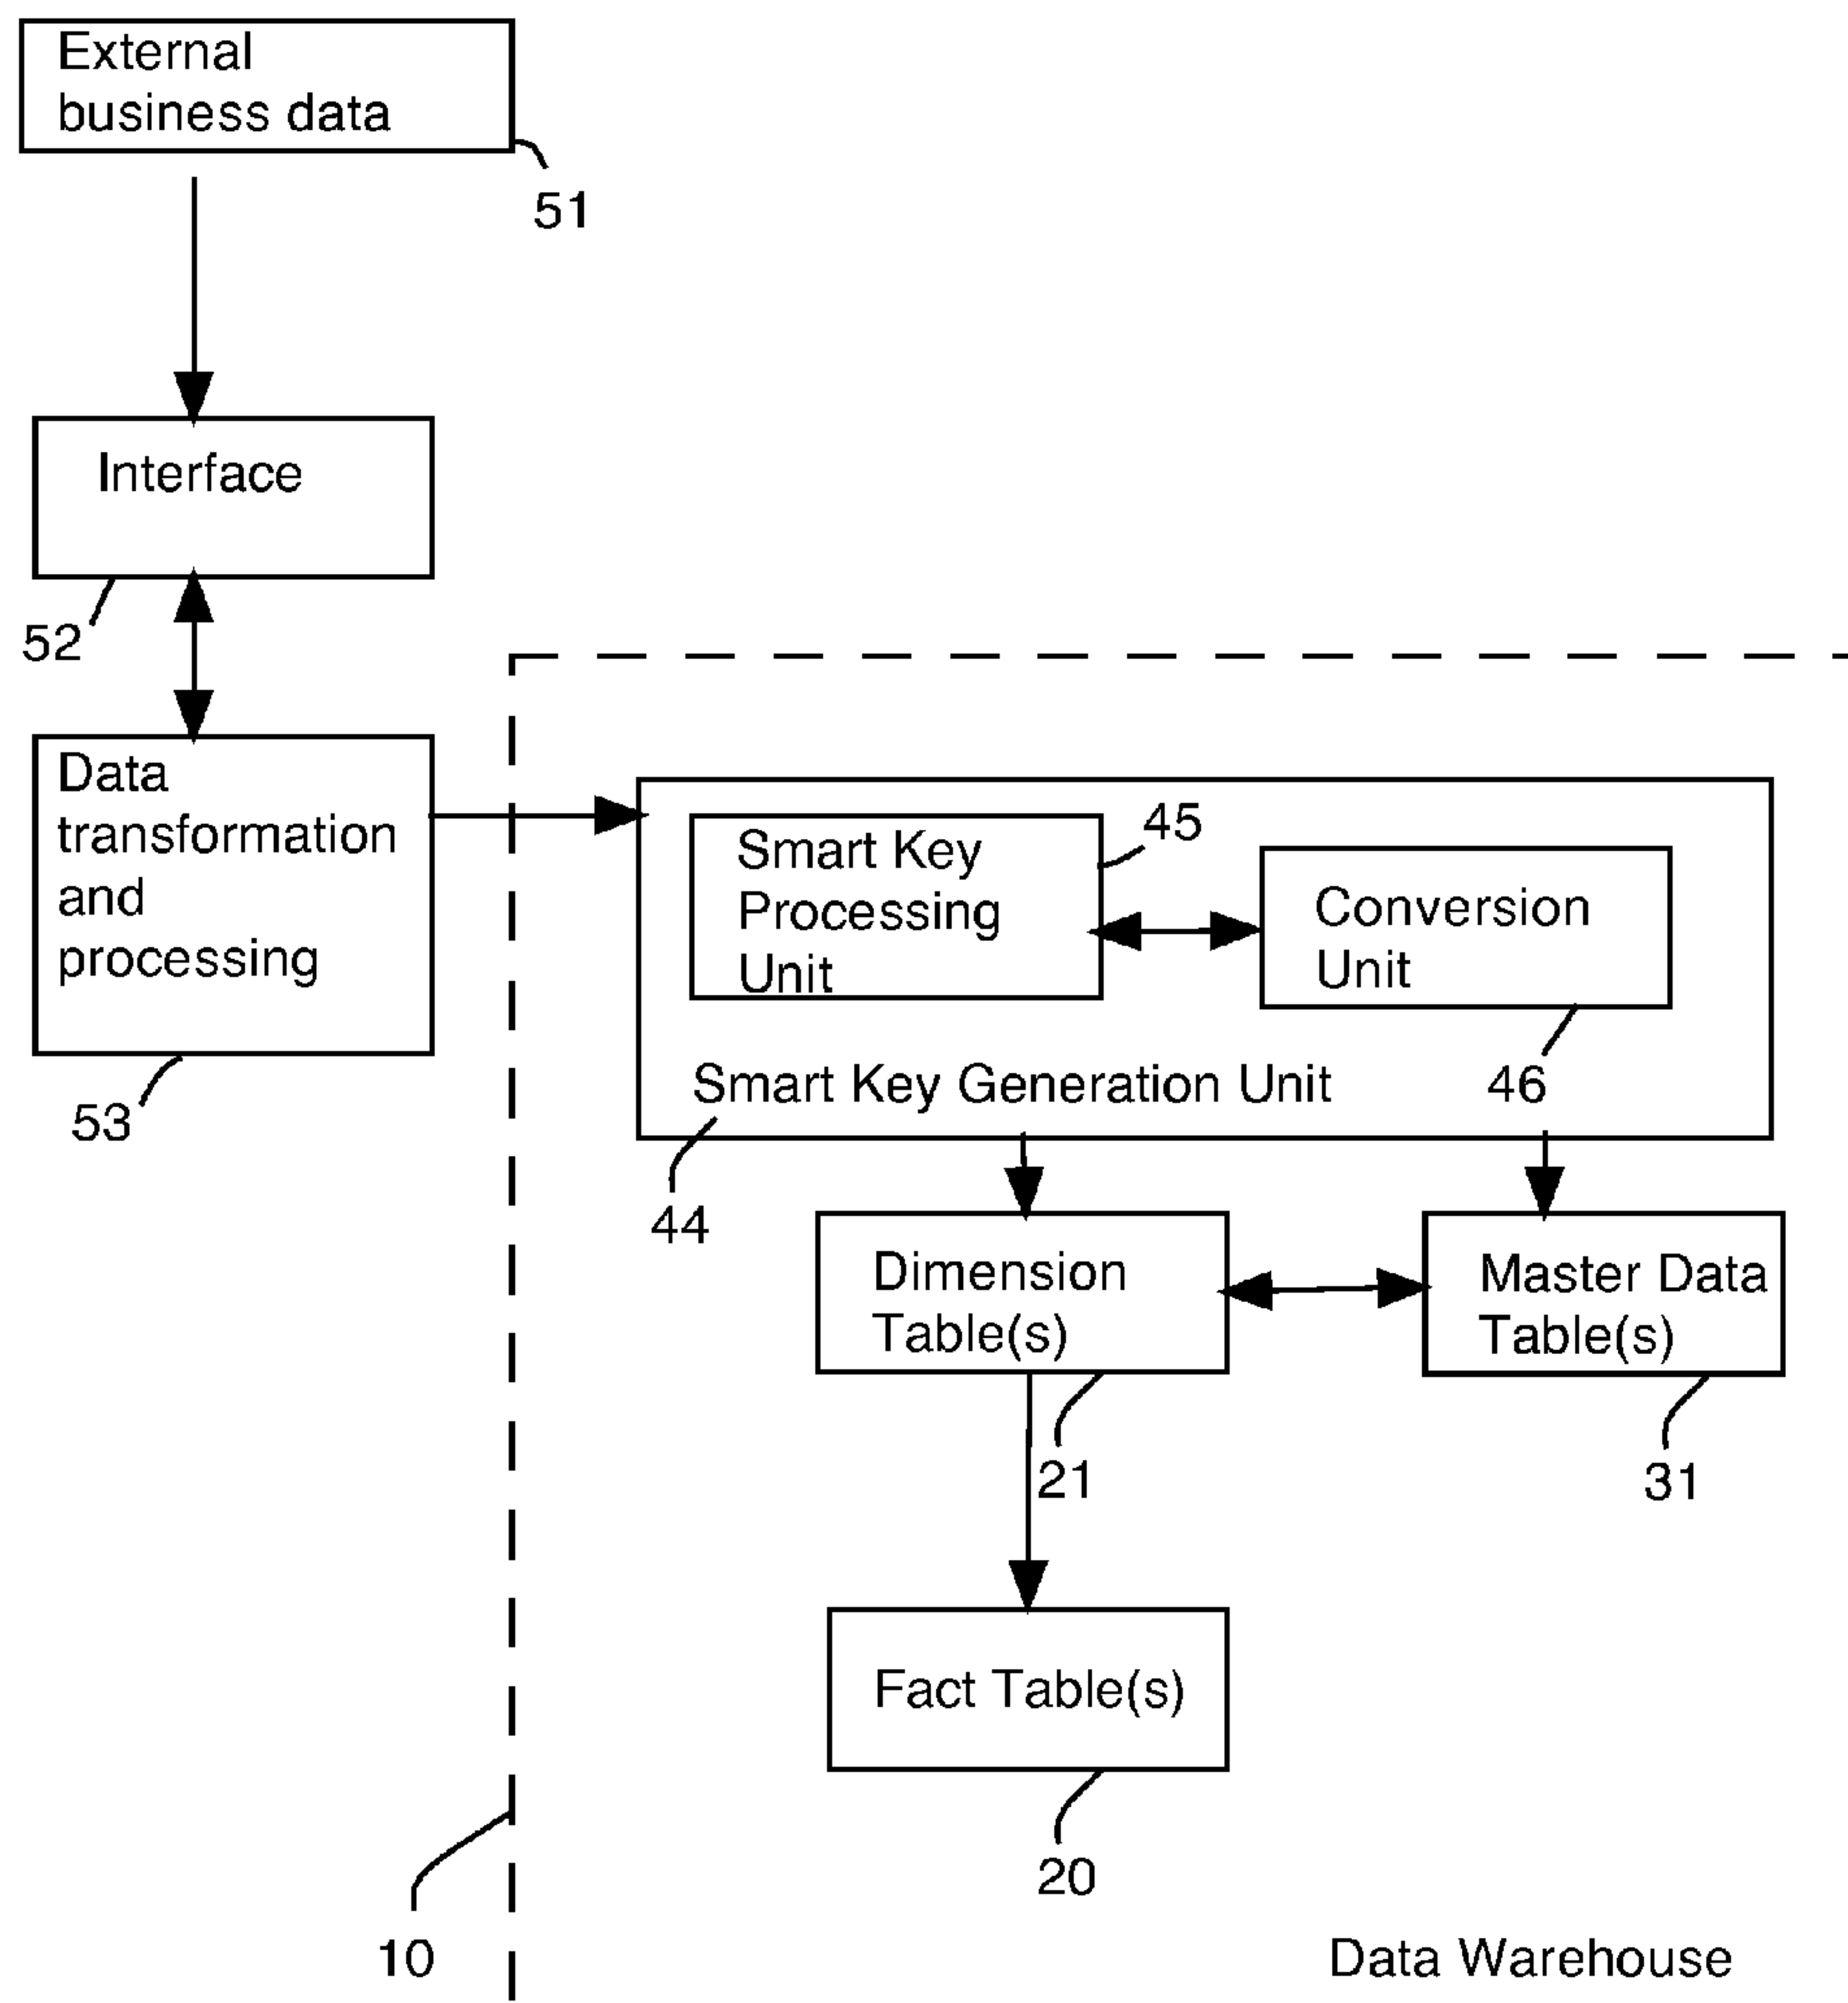 External
business data
51
Interface
52
Data
transformation
and
processing
53
Smart Key
Processing
Unit
45
Conversion
Unit
46
Smart Key Generation Unit
44
Dimension
Table(s)
21
Master Data
Table(s)
31
Fact Table(s)
20
10
Data Warehouse